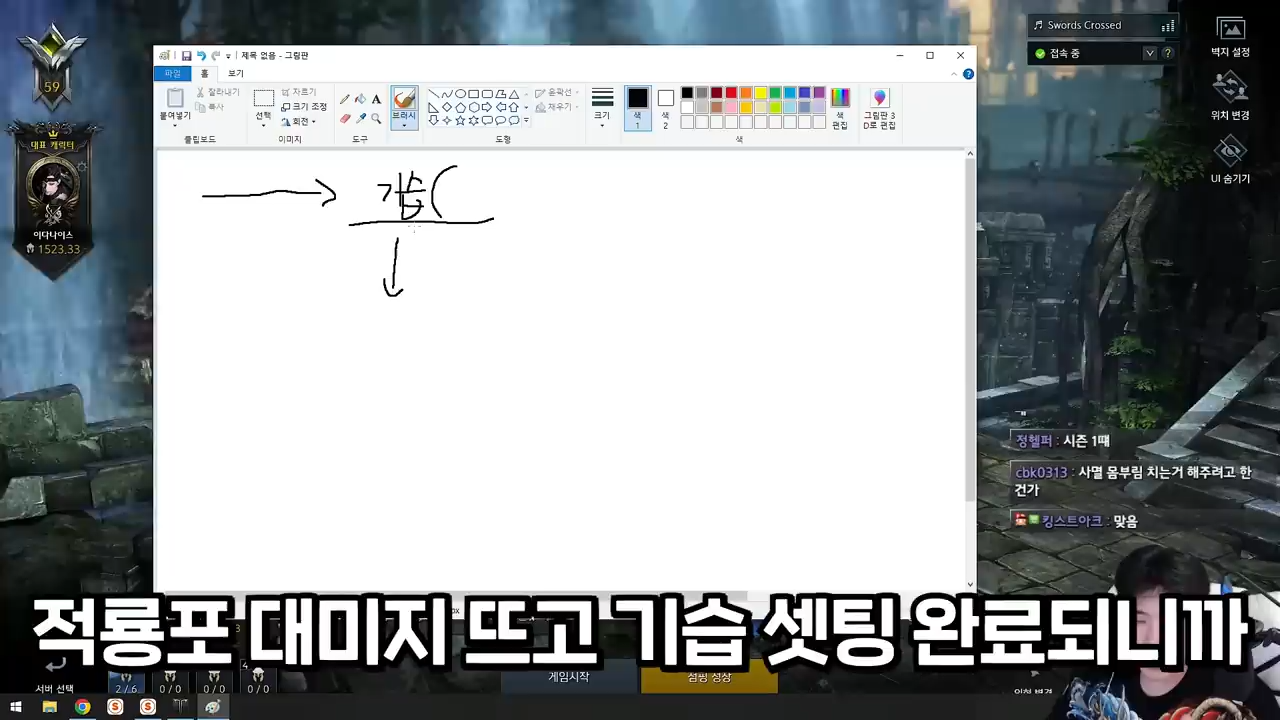 59
대표 캐릭터
이다나이스
1523.33
제목 없음 - 그림판
파일 홈 보기
붙여넣기
잘라내기
복사
클립보드
선택
자르기
크기 조정
회전
이미지
A
도구
브러시
윤곽선
채우기
도형
크기
색 1
색 2
색 편집
그림판 3D로 편집
색
기습(
Swords Crossed
접속 중
벽지 설정
위치 변경
UI 숨기기
정헬퍼 : 시즌 1때
cbk0313 : 사멸 몸부림 치는거 해주려고 한
건가
킹스트아크 : 맞음
적룡포 대미지 뜨고 기습 셋팅 완료되니까
서버 선택
2/6 0/0 0/0 4 0/0
게임시작